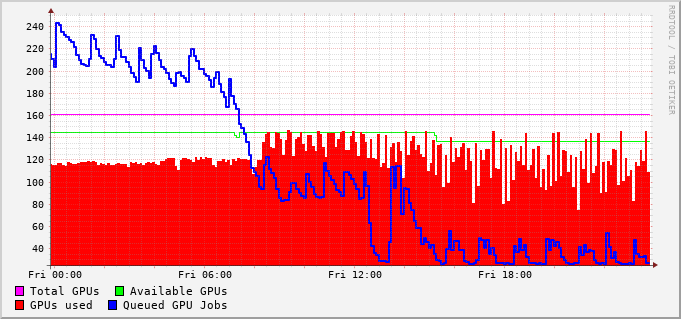 240
220
200
180
160
140
120
100
80
60
40
Fri 00:00 Fri 06:00 Fri 12:00 Fri 18:00
Total GPUs Available GPUs
GPUs used Queued GPU Jobs
RRDTOOL / TOBI OETIKER